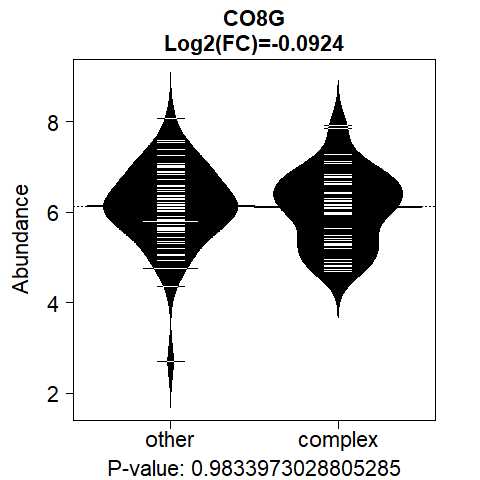 CO8G
Log2(FC)=-0.0924
Abundance
8
6
4
2
other complex
P-value: 0.9833973028805285